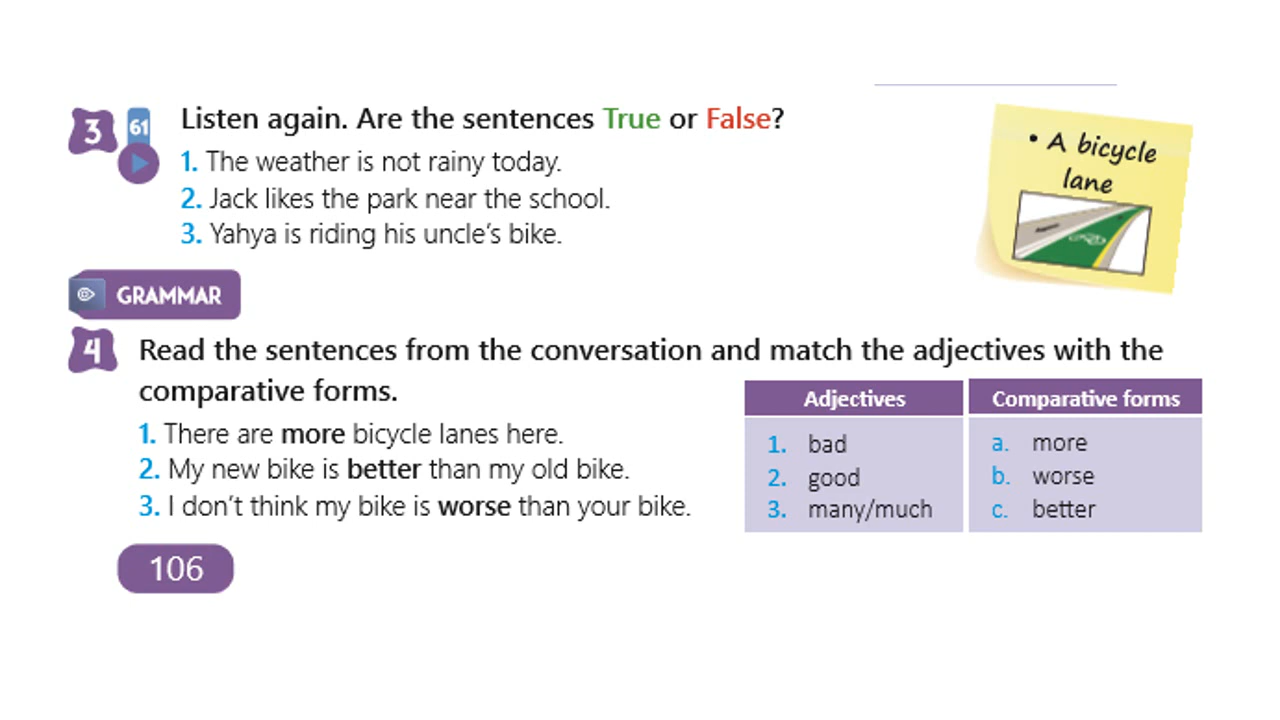 3 61 Listen again. Are the sentences True or False?
1. The weather is not rainy today.
2. Jack likes the park near the school.
3. Yahya is riding his uncle's bike.
• A bicycle
lane
GRAMMAR
4 Read the sentences from the conversation and match the adjectives with the
comparative forms.
1. There are more bicycle lanes here.
2. My new bike is better than my old bike.
3. I don't think my bike is worse than your bike.
Adjectives Comparative forms
1. bad a. more
2. good b. worse
3. many/much c. better
106